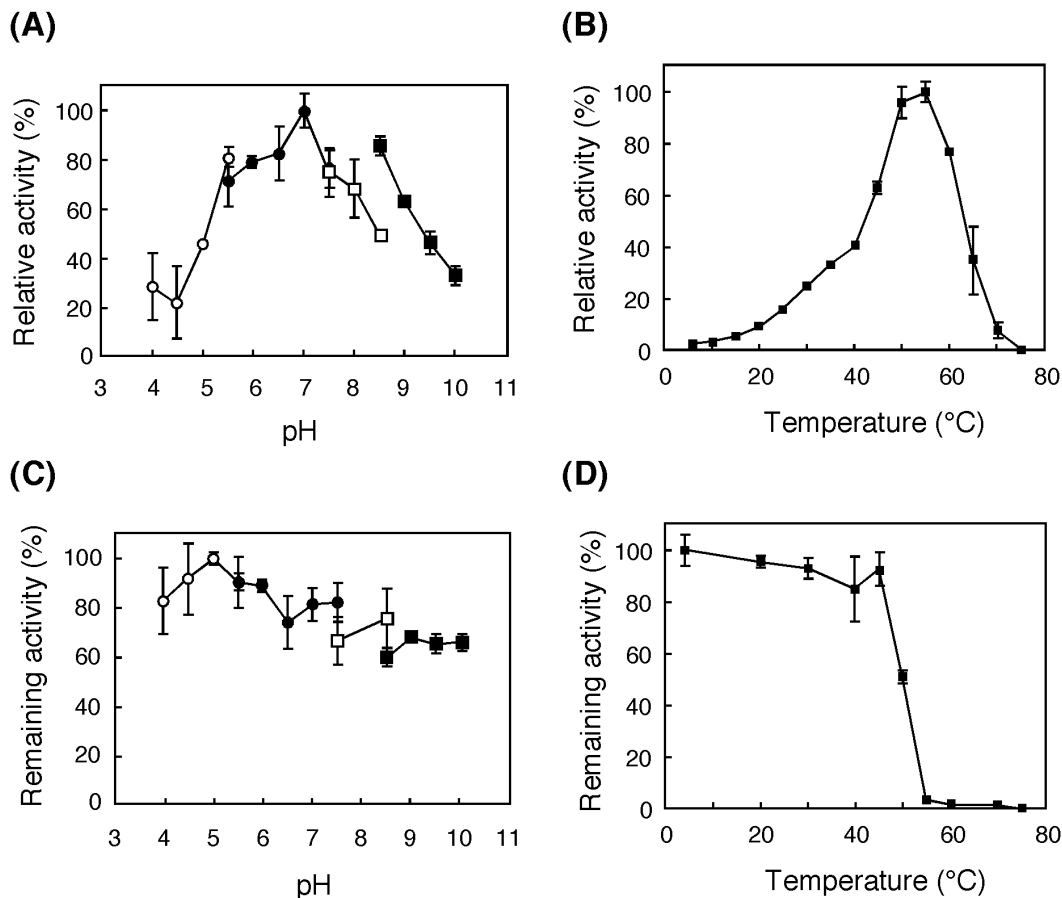 (A)
Relative activity (%)
100
80
60
40
20
0
3 4 5 6 7 8 9 10 11
pH
(B)
Relative activity (%)
100
80
60
40
20
0
0 20 40 60 80
Temperature (°C)
(C)
Remaining activity (%)
100
80
60
40
20
0
3 4 5 6 7 8 9 10 11
pH
(D)
Remaining activity (%)
100
80
60
40
20
0
0 20 40 60 80
Temperature (°C)